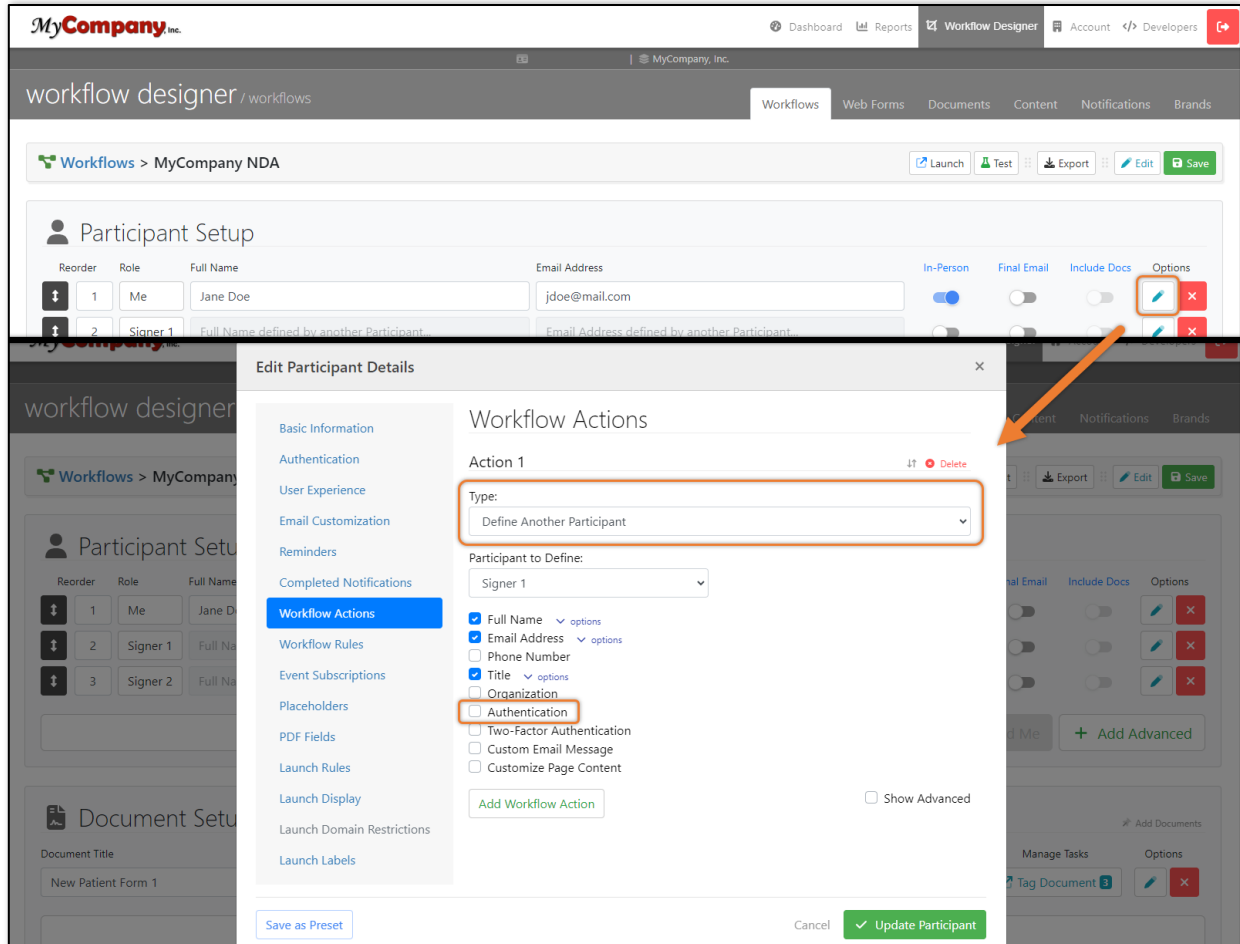 MyCompany, Inc.
Dashboard Reports Workflow Designer Account Developers
MyCompany, Inc.
workflow designer / workflows
Workflows Web Forms Documents Content Notifications Brands
Workflows > MyCompany NDA
Launch Test Export Edit Save
Participant Setup
Reorder Role Full Name Email Address In-Person Final Email Include Docs Options
1 Me Jane Doe jdoe@mail.com
2 Signer 1 Full Name defined by another Participant... Email Address defined by another Participant...
Edit Participant Details
workflow designer
Notifications Brands
Workflows > MyCompany
Export Edit Save
Participant Setu
Reorder Role Full Name
Include Docs Options
1 Me Jane D
2 Signer 1 Full Na
3 Signer 2 Full Na
Me
+ Add Advanced
Document Setu
Add Documents
Document Title
Manage Tasks Options
New Patient Form 1
Tag Document 3
Basic Information
Authentication
User Experience
Email Customization
Reminders
Completed Notifications
Workflow Actions
Workflow Rules
Event Subscriptions
Placeholders
PDF Fields
Launch Rules
Launch Display
Launch Domain Restrictions
Launch Labels
Workflow Actions
Action 1
Delete
Type:
Define Another Participant
Participant to Define:
Signer 1
Full Name options
Email Address options
Phone Number
Title options
Organization
Authentication
Two-Factor Authentication
Custom Email Message
Customize Page Content
Add Workflow Action
Show Advanced
Save as Preset
Cancel
Update Participant